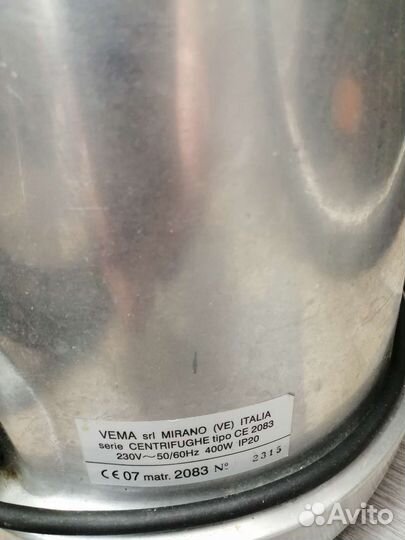 VEMA srl MIRANO (VE) ITALIA
serie CENTRIFUGHE tipo CE 2083
230V～50/60Hz 400W IP20
CE 07 matr. 2083 N° 2315
Avito